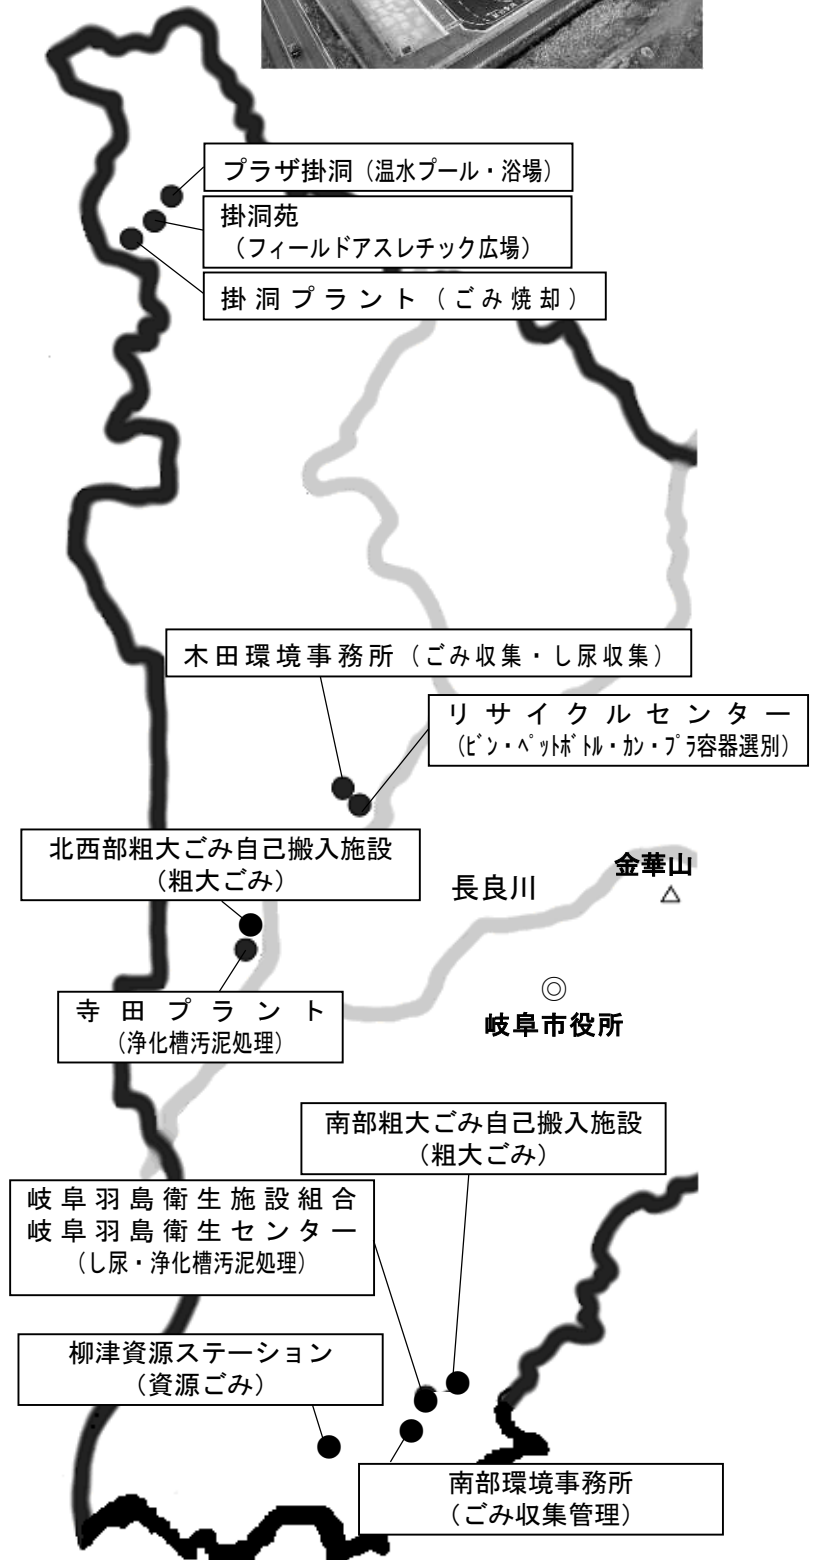 プラザ掛洞（温水プール・浴場）
掛洞苑
（フィールドアスレチック広場）
掛洞プラント（ごみ焼却）
木田環境事務所（ごみ収集・し尿収集）
リサイクルセンター
（ﾋﾞﾝ・ﾍﾟｯﾄﾎﾞﾄﾙ・ｶﾝ・ﾌﾟﾗ容器選別）
北西部粗大ごみ自己搬入施設
（粗大ごみ）
金華山
長良川
寺田プラント
（浄化槽汚泥処理）
岐阜市役所
南部粗大ごみ自己搬入施設
（粗大ごみ）
岐阜羽島衛生施設組合
岐阜羽島衛生センター
（し尿・浄化槽汚泥処理）
柳津資源ステーション
（資源ごみ）
南部環境事務所
（ごみ収集管理）